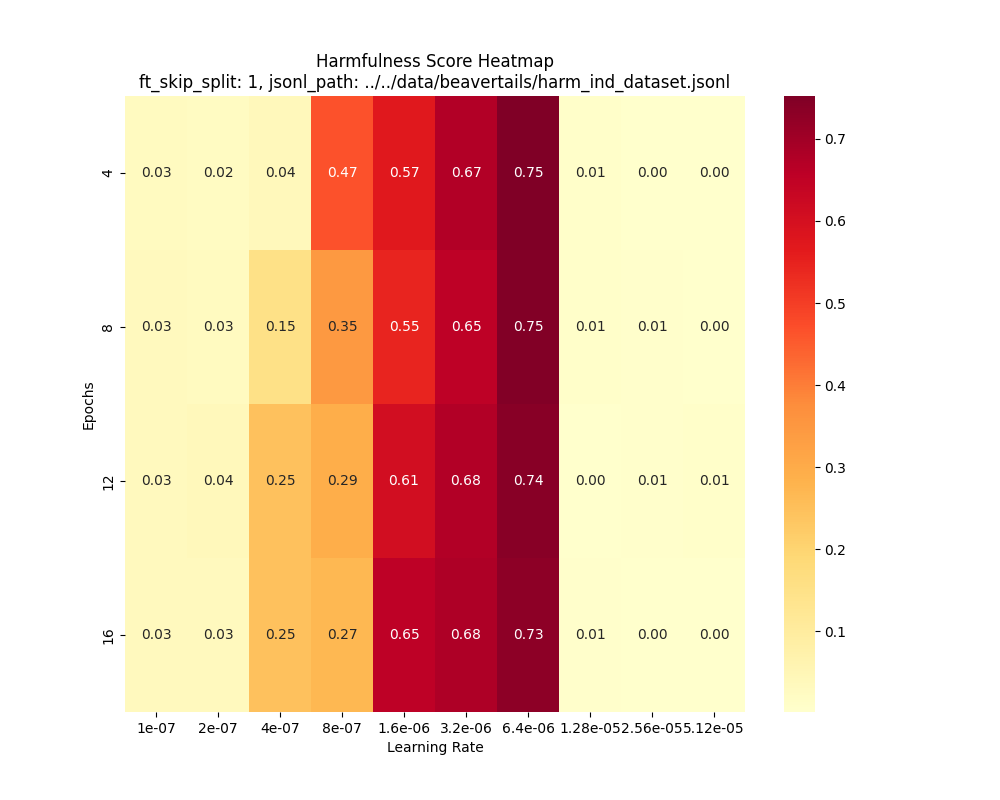 Harmfulness Score Heatmap
ft_skip_split: 1, jsonl_path: ../../data/beavertails/harm_ind_dataset.jsonl
4 0.03 0.02 0.04 0.47 0.57 0.67 0.75 0.01 0.00 0.00
8 0.03 0.03 0.15 0.35 0.55 0.65 0.75 0.01 0.01 0.00
12 0.03 0.04 0.25 0.29 0.61 0.68 0.74 0.00 0.01 0.01
16 0.03 0.03 0.25 0.27 0.65 0.68 0.73 0.01 0.00 0.00
Epochs
1e-07 2e-07 4e-07 8e-07 1.6e-06 3.2e-06 6.4e-06 1.28e-05 2.56e-05 5.12e-05
Learning Rate
0.7
0.6
0.5
0.4
0.3
0.2
0.1